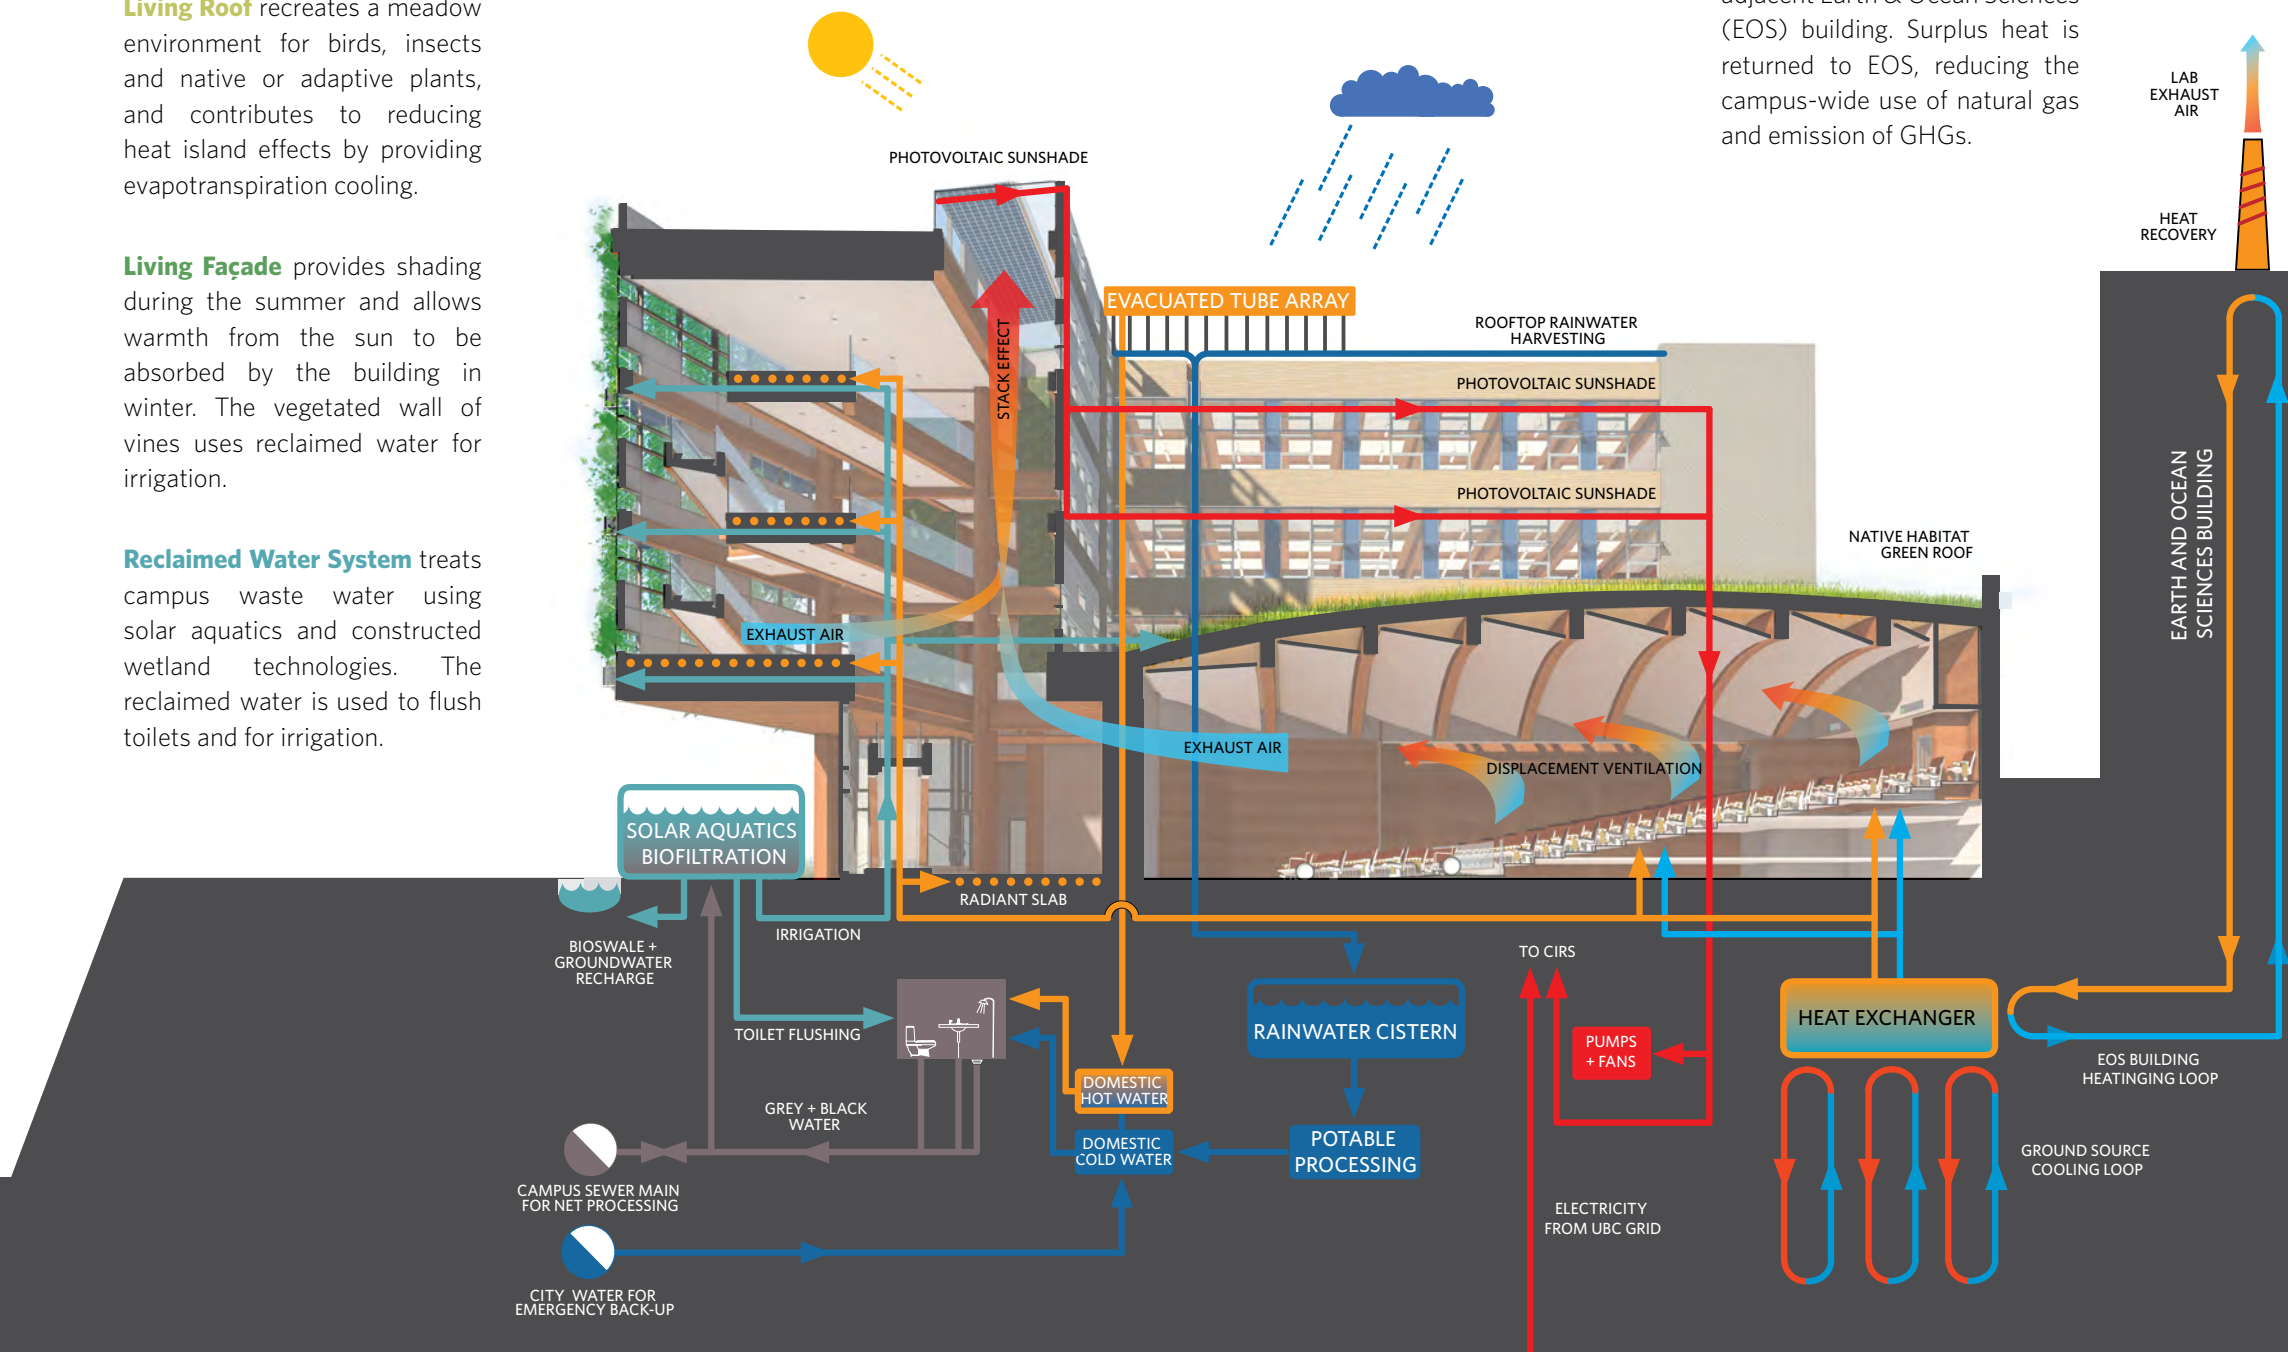 Living Roof recreates a meadow
environment for birds, insects
and native or adaptive plants,
and contributes to reducing
heat island effects by providing
evapotranspiration cooling.
Living Façade provides shading
during the summer and allows
warmth from the sun to be
absorbed by the building in
winter. The vegetated wall of
vines uses reclaimed water for
irrigation.
Reclaimed Water System treats
campus waste water using
solar aquatics and constructed
wetland technologies. The
reclaimed water is used to flush
toilets and for irrigation.
adjacent Earth & Ocean Sciences
(EOS) building. Surplus heat is
returned to EOS, reducing the
campus-wide use of natural gas
and emission of GHGs.
LAB
EXHAUST
AIR
HEAT
RECOVERY
PHOTOVOLTAIC SUNSHADE
EVACUATED TUBE ARRAY
ROOFTOP RAINWATER
HARVESTING
STACK EFFECT
PHOTOVOLTAIC SUNSHADE
PHOTOVOLTAIC SUNSHADE
NATIVE HABITAT
GREEN ROOF
EARTH AND OCEAN
SCIENCES BUILDING
EXHAUST AIR
EXHAUST AIR
DISPLACEMENT VENTILATION
SOLAR AQUATICS
BIOFILTRATION
RADIANT SLAB
IRRIGATION
BIOSWALE +
GROUNDWATER
RECHARGE
TO CIRS
TOILET FLUSHING
RAINWATER CISTERN
HEAT EXCHANGER
PUMPS
+ FANS
EOS BUILDING
HEATINGING LOOP
DOMESTIC
HOT WATER
GREY + BLACK
WATER
DOMESTIC
COLD WATER
POTABLE
PROCESSING
GROUND SOURCE
COOLING LOOP
CAMPUS SEWER MAIN
FOR NET PROCESSING
ELECTRICITY
FROM UBC GRID
CITY WATER FOR
EMERGENCY BACK-UP